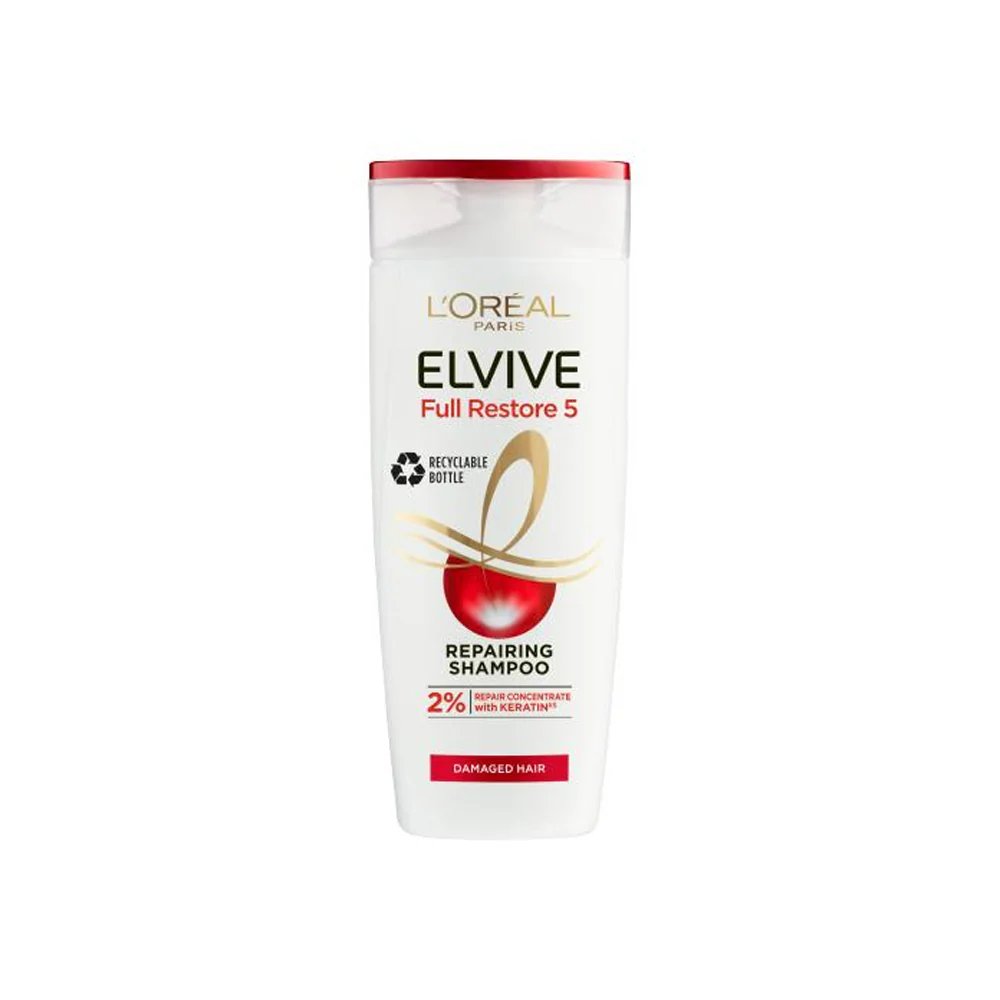 L'ORÉAL
PARIS
ELVIVE
Full Restore 5
RECYCLABLE
BOTTLE
REPAIRING
SHAMPOO
2% REPAIR CONCENTRATE
with KERATIN
DAMAGED HAIR